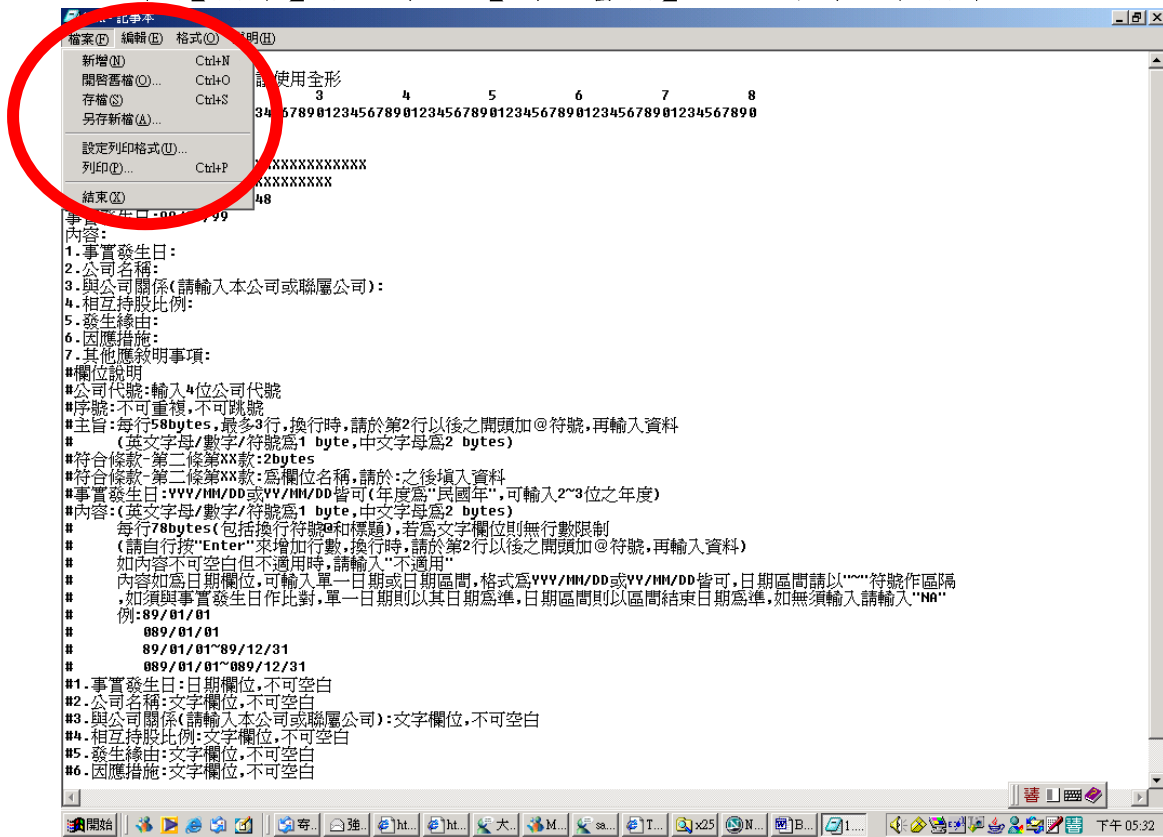 記事本
檔案(F) 編輯(E) 格式(O) 說明(H)
新增(N) Ctrl+N
開啟舊檔(O)... Ctrl+O
存檔(S) Ctrl+S
另存新檔(A)...
設定列印格式(U)...
列印(P)... Ctrl+P
結束(X)
使用全形
3 4 5 6 7 8
3456789012345678901234567890123456789012345678901234567890
XXXXXXXXXXXXX
XXXXXXXXXX
48
事實發生日:99/99/99
內容:
1.事實發生日:
2.公司名稱:
3.與公司關係(請輸入本公司或聯屬公司):
4.相互持股比例:
5.發生緣由:
6.因應措施:
7.其他應敘明事項:
#欄位說明
#公司代號:輸入4位公司代號
#序號:不可重複,不可跳號
#主旨:每行58bytes,最多3行,換行時,請於第2行以後之開頭加@符號,再輸入資料
# (英文字母/數字/符號為1 byte,中文字母為2 bytes)
#符合條款-第二條第XX款:2bytes
#符合條款-第二條第XX款:為欄位名稱,請於:之後填入資料
#事實發生日:YYY/MM/DD或YY/MM/DD皆可(年度為"民國年",可輸入2~3位之年度)
#內容:(英文字母/數字/符號為1 byte,中文字母為2 bytes)
# 每行78bytes(包括換行符號@和標題),若為文字欄位則無行數限制
# (請自行按"Enter"來增加行數,換行時,請於第2行以後之開頭加@符號,再輸入資料)
# 如內容不可空白但不適用時,請輸入"不適用"
# 內容如為日期欄位,可輸入單一日期或日期區間,格式為YYY/MM/DD或YY/MM/DD皆可,日期區間請以"~"符號作區隔
# ,如須與事實發生日作比對,單一日期則以其日期為準,日期區間則以區間結束日期為準,如無須輸入請輸入"NA"
# 例:89/01/01
# 089/01/01
# 89/01/01~89/12/31
# 089/01/01~089/12/31
#1.事實發生日:日期欄位,不可空白
#2.公司名稱:文字欄位,不可空白
#3.與公司關係(請輸入本公司或聯屬公司):文字欄位,不可空白
#4.相互持股比例:文字欄位,不可空白
#5.發生緣由:文字欄位,不可空白
#6.因應措施:文字欄位,不可空白
開始 寄.. 強.. ht... ht... 大.. M... sa... T... x25 N... B... 1.... 下午 05:32